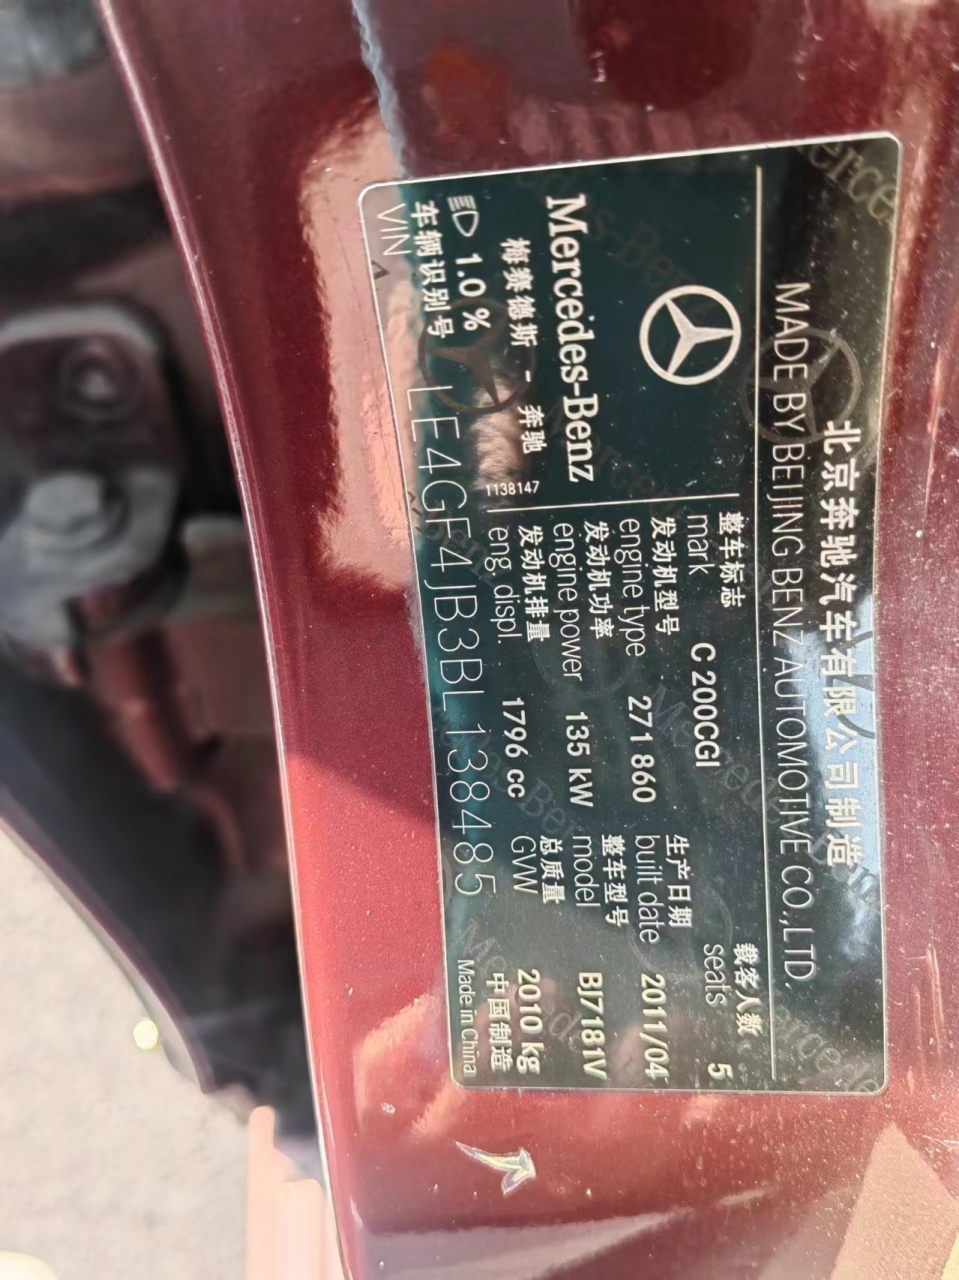 北京奔驰汽车有限公司制造
MADE BY BEIJING BENZ AUTOMOTIVE CO.,LTD.
载客人数
seats 5
整车标志
mark C 200CGI
生产日期
built date 2011/04
发动机型号
engine type 271 860
整车型号
model BJ7181V
发动机功率
engine power 135 kW
总质量
GVW 2010 kg
发动机排量
eng. displ. 1796 cc
中国制造
Made in China
Mercedes-Benz
梅赛德斯 - 奔驰
1138147
1.0 %
车辆识别号
VIN LE4GF4JB3BL138485